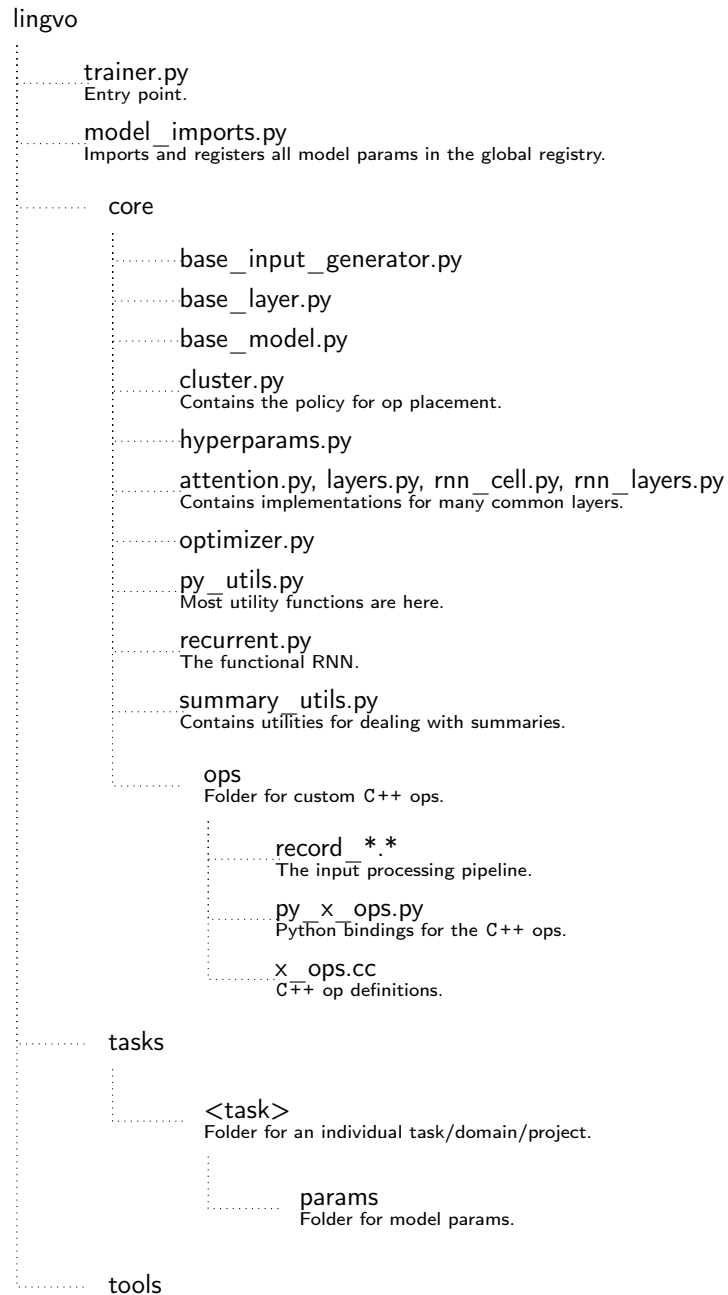 lingvo
trainer.py
Entry point.
model_imports.py
Imports and registers all model params in the global registry.
core
base_input_generator.py
base_layer.py
base_model.py
cluster.py
Contains the policy for op placement.
hyperparams.py
attention.py, layers.py, rnn_cell.py, rnn_layers.py
Contains implementations for many common layers.
optimizer.py
py_utils.py
Most utility functions are here.
recurrent.py
The functional RNN.
summary_utils.py
Contains utilities for dealing with summaries.
ops
Folder for custom C++ ops.
record_*.*
The input processing pipeline.
py_x_ops.py
Python bindings for the C++ ops.
x_ops.cc
C++ op definitions.
tasks
<task>
Folder for an individual task/domain/project.
params
Folder for model params.
tools